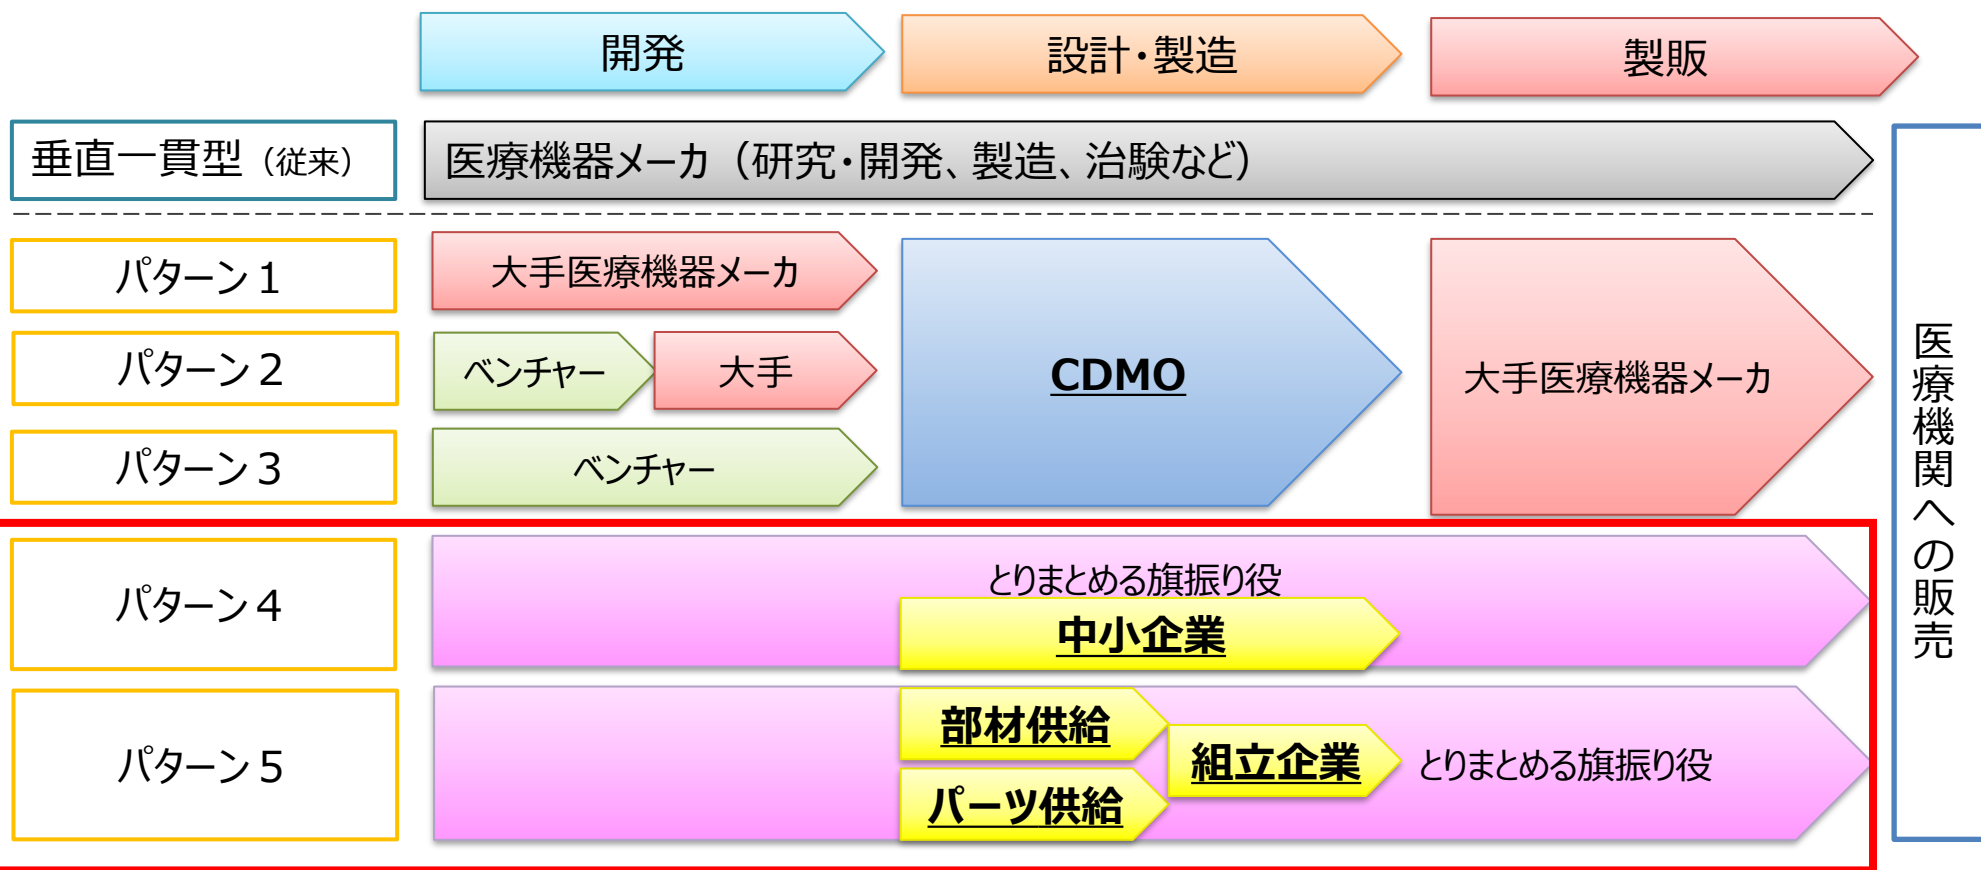 開発
設計・製造
製販
垂直一貫型（従来）
医療機器メーカ（研究・開発、製造、治験など）
パターン１
大手医療機器メーカ
パターン２
ベンチャー
大手
CDMO
大手医療機器メーカ
パターン３
ベンチャー
パターン４
とりまとめる旗振り役
中小企業
パターン５
部材供給
パーツ供給
組立企業
とりまとめる旗振り役
医療機関への販売